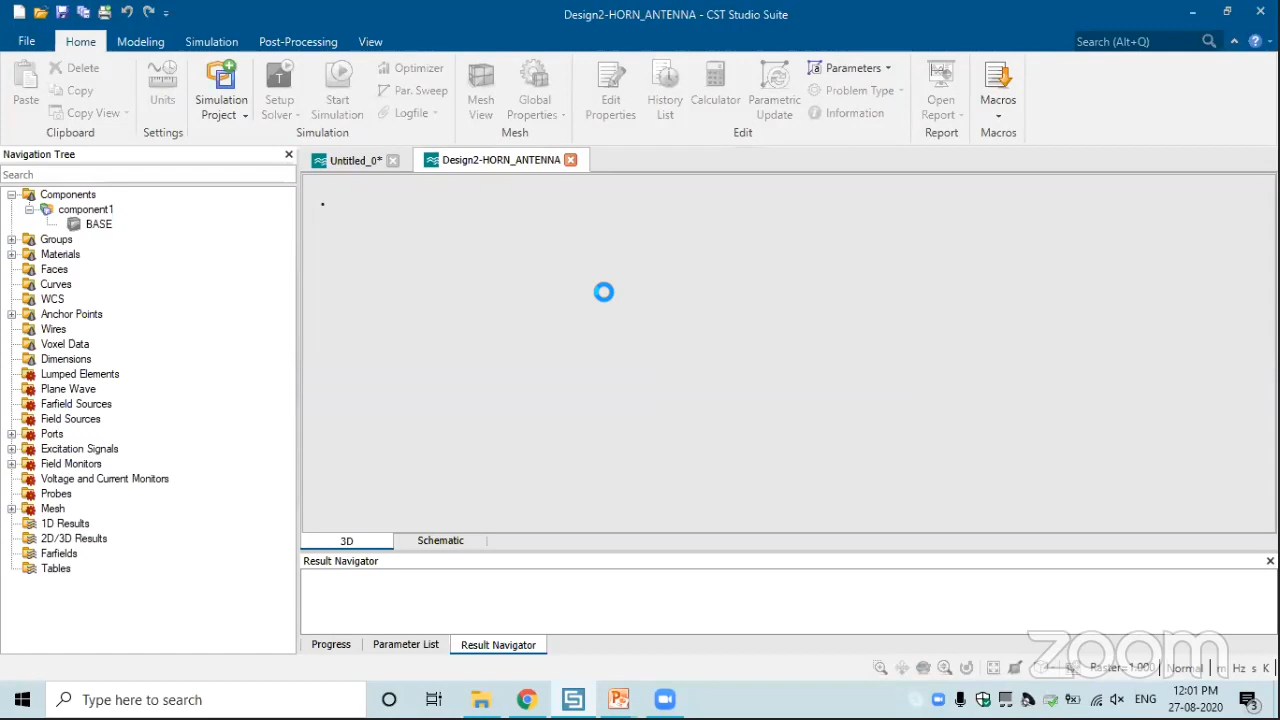 Design2-HORN_ANTENNA - CST Studio Suite
File Home Modeling Simulation Post-Processing View Search (Alt+Q)
Paste Delete Copy Copy View Clipboard
Units Settings
Simulation Project Setup Solver Start Simulation Optimizer Par. Sweep Logfile Simulation
Mesh View Global Properties Mesh
Edit Properties History List Calculator Parametric Update Parameters Problem Type Information Edit
Open Report Report
Macros Macros
Navigation Tree
Search
Untitled_0* Design2-HORN_ANTENNA
Components
component1
BASE
Groups
Materials
Faces
Curves
WCS
Anchor Points
Wires
Voxel Data
Dimensions
Lumped Elements
Plane Wave
Farfield Sources
Field Sources
Ports
Excitation Signals
Field Monitors
Voltage and Current Monitors
Probes
Mesh
1D Results
2D/3D Results
Farfields
Tables
3D Schematic
Result Navigator
Progress Parameter List Result Navigator
zoom
Raster=1.000 Normal m Hz s K
Type here to search
ENG 12:01 PM
27-08-2020
3